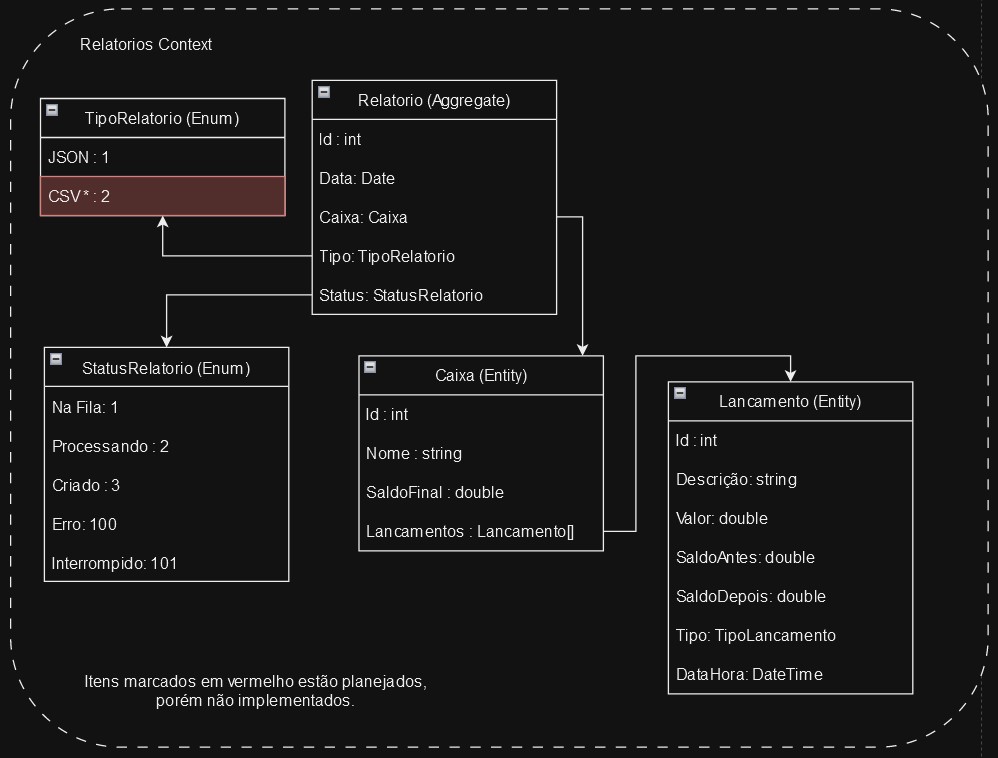 Relatorios Context
TipoRelatorio (Enum)
JSON : 1
CSV * : 2
Relatorio (Aggregate)
Id : int
Data: Date
Caixa: Caixa
Tipo: TipoRelatorio
Status: StatusRelatorio
StatusRelatorio (Enum)
Na Fila: 1
Processando : 2
Criado : 3
Erro: 100
Interrompido: 101
Caixa (Entity)
Id : int
Nome : string
SaldoFinal : double
Lancamentos : Lancamento[]
Lancamento (Entity)
Id : int
Descrição: string
Valor: double
SaldoAntes: double
SaldoDepois: double
Tipo: TipoLancamento
DataHora: DateTime
Itens marcados em vermelho estão planejados,
porém não implementados.